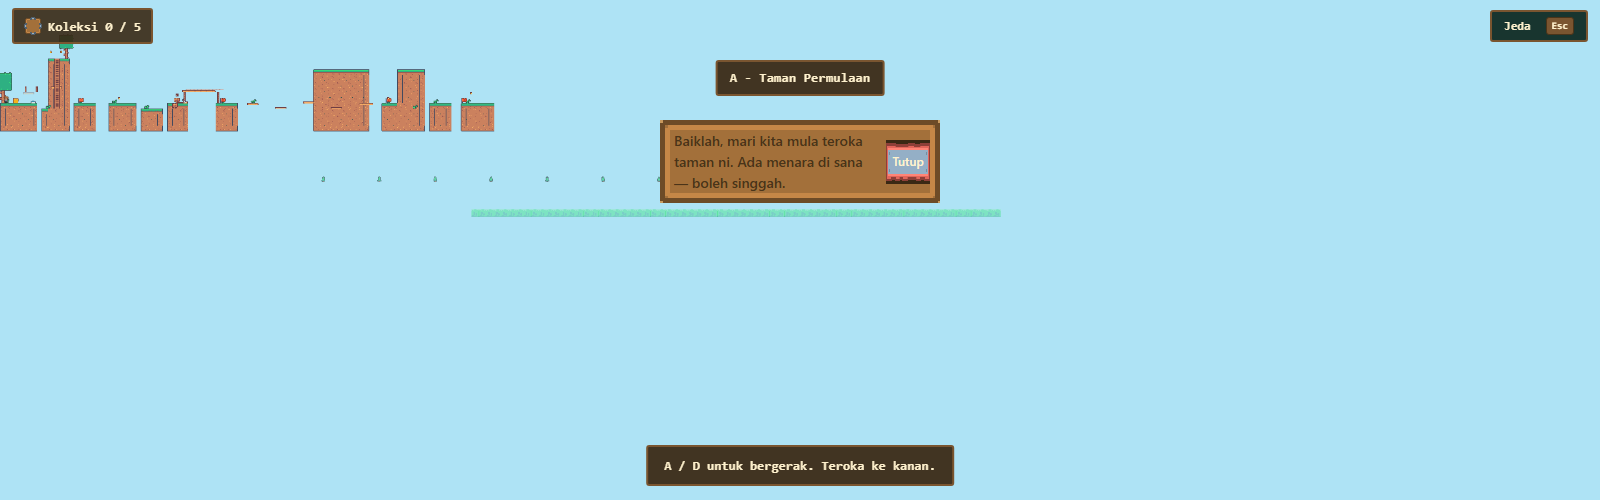 Koleksi 0 / 5
Jeda Esc
A - Taman Permulaan
Baiklah, mari kita mula teroka
taman ni. Ada menara di sana
— boleh singgah.
Tutup
A / D untuk bergerak. Teroka ke kanan.